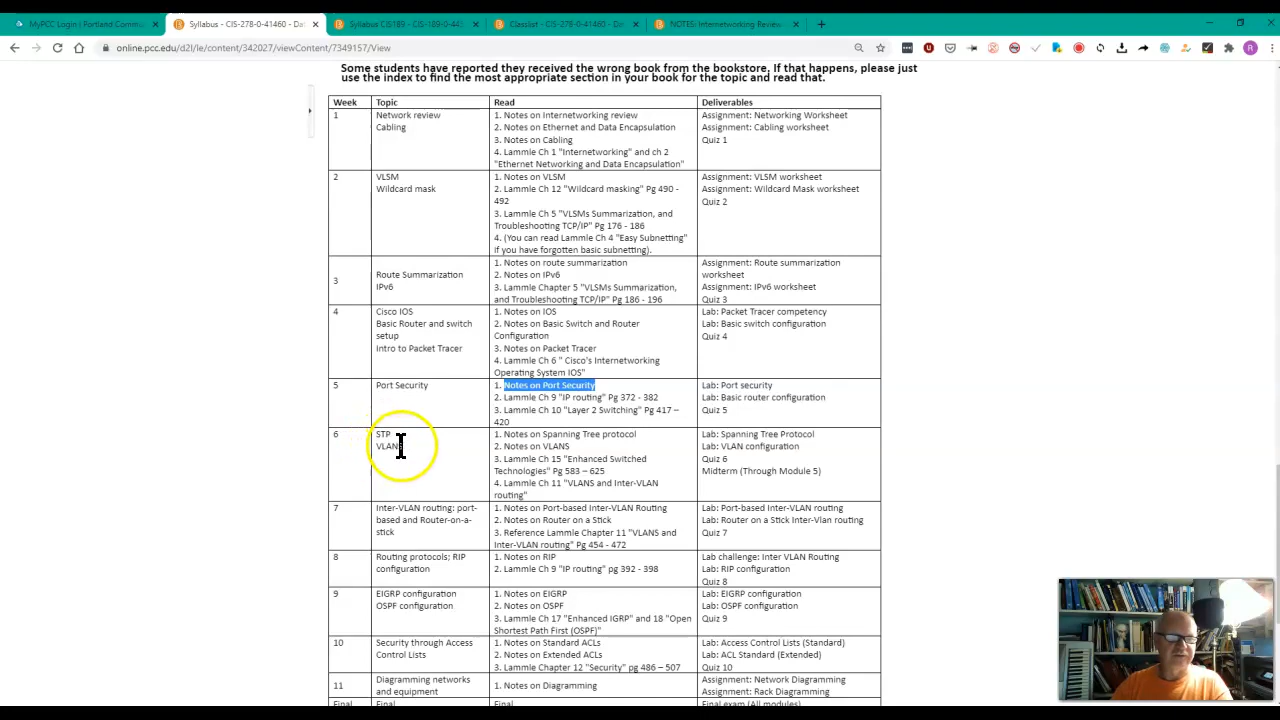 MyPCC Login | Portland Commun
Syllabus - CIS-278-0-41460 - Dat
Syllabus CIS189 - CIS-189-0-443
Classlist - CIS-278-0-41460 - De
NOTES: Internetworking Review
online.pcc.edu/d2l/le/content/342027/viewContent/7349157/View
R
Some students have reported they received the wrong book from the bookstore. If that happens, please just
use the index to find the most appropriate section in your book for the topic and read that.
Week Topic Read Deliverables
1 Network review 1. Notes on Internetworking review Assignment: Networking Worksheet
Cabling 2. Notes on Ethernet and Data Encapsulation Assignment: Cabling worksheet
3. Notes on Cabling Quiz 1
4. Lammle Ch 1 "Internetworking" and ch 2
"Ethernet Networking and Data Encapsulation"
2 VLSM 1. Notes on VLSM Assignment: VLSM worksheet
Wildcard mask 2. Lammle Ch 12 "Wildcard masking" Pg 490 - Assignment: Wildcard Mask worksheet
492 Quiz 2
3. Lammle Ch 5 "VLSMs Summarization, and
Troubleshooting TCP/IP" Pg 176 - 186
4. (You can read Lammle Ch 4 "Easy Subnetting"
if you have forgotten basic subnetting).
1. Notes on route summarization Assignment: Route summarization
Route Summarization 2. Notes on IPv6 worksheet
3 IPv6 3. Lammle Chapter 5 "VLSMs Summarization, Assignment: IPv6 worksheet
and Troubleshooting TCP/IP" Pg 186 - 196 Quiz 3
4 Cisco IOS 1. Notes on IOS Lab: Packet Tracer competency
Basic Router and switch 2. Notes on Basic Switch and Router Lab: Basic switch configuration
setup Configuration Quiz 4
Intro to Packet Tracer 3. Notes on Packet Tracer
4. Lammle Ch 6 " Cisco's Internetworking
Operating System IOS"
5 Port Security 1. Notes on Port Security Lab: Port security
2. Lammle Ch 9 "IP routing" Pg 372 - 382 Lab: Basic router configuration
3. Lammle Ch 10 "Layer 2 Switching" Pg 417 – Quiz 5
420
6 STP 1. Notes on Spanning Tree protocol Lab: Spanning Tree Protocol
VLANS 2. Notes on VLANS Lab: VLAN configuration
3. Lammle Ch 15 "Enhanced Switched Quiz 6
Technologies" Pg 583 – 625 Midterm (Through Module 5)
4. Lammle Ch 11 "VLANS and Inter-VLAN
routing"
7 Inter-VLAN routing: port- 1. Notes on Port-based Inter-VLAN Routing Lab: Port-based Inter-VLAN routing
based and Router-on-a- 2. Notes on Router on a Stick Lab: Router on a Stick Inter-Vlan routing
stick 3. Reference Lammle Chapter 11 "VLANS and Quiz 7
Inter-VLAN routing" Pg 454 - 472
8 Routing protocols; RIP 1. Notes on RIP Lab challenge: Inter VLAN Routing
configuration 2. Lammle Ch 9 "IP routing" pg 392 - 398 Lab: RIP configuration
Quiz 8
9 EIGRP configuration 1. Notes on EIGRP Lab: EIGRP configuration
OSPF configuration 2. Notes on OSPF Lab: OSPF configuration
3. Lammle Ch 17 "Enhanced IGRP" and 18 "Open Quiz 9
Shortest Path First (OSPF)"
10 Security through Access 1. Notes on Standard ACLs Lab: Access Control Lists (Standard)
Control Lists 2. Notes on Extended ACLs Lab: ACL Standard (Extended)
3. Lammle Chapter 12 "Security" pg 486 – 507 Quiz 10
Diagramming networks Assignment: Network Diagramming
11 and equipment 1. Notes on Diagramming Assignment: Rack Diagramming
Final Final Final exam (All modules)